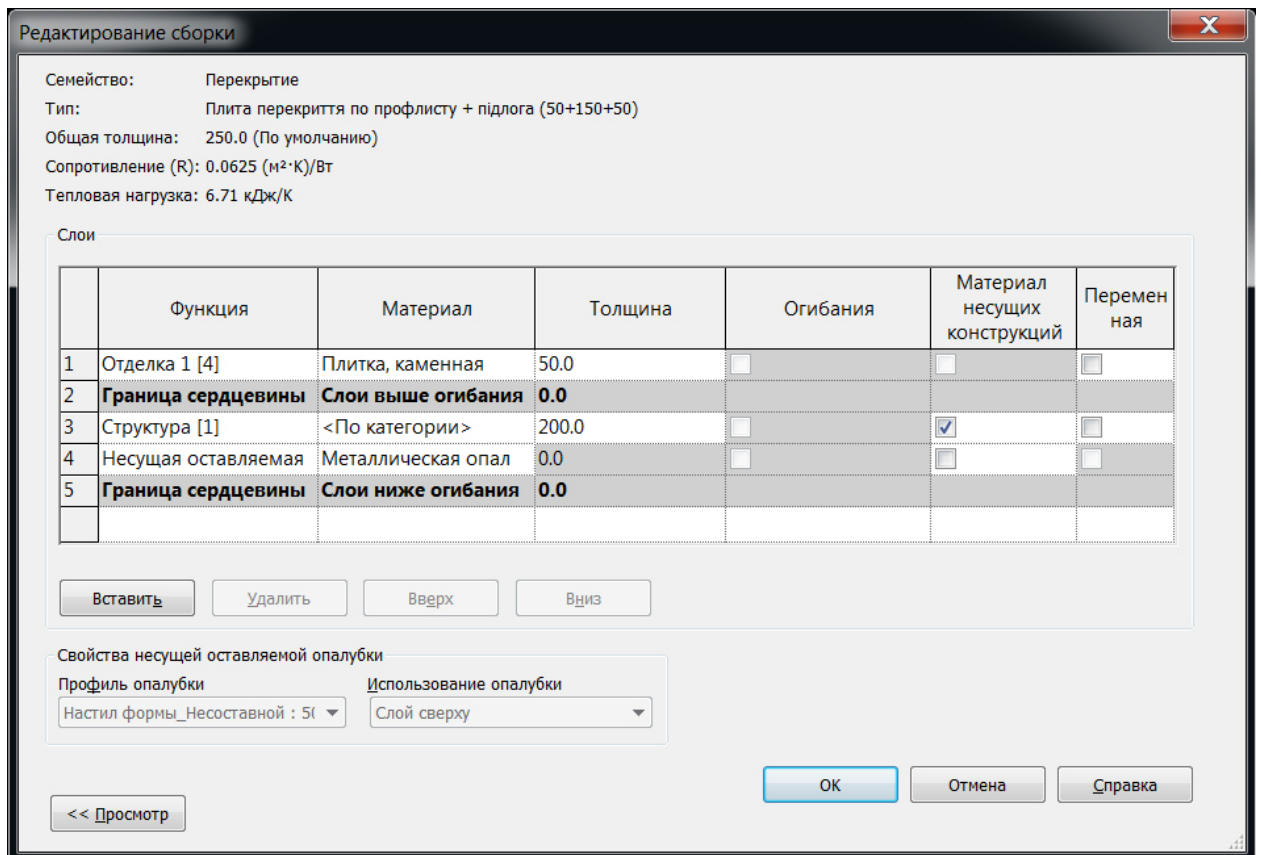 Редактирование сборки
X
Семейство: Перекрытие
Тип: Плита перекриття по профлисту + підлога (50+150+50)
Общая толщина: 250.0 (По умолчанию)
Сопротивление (R): 0.0625 (м²·К)/Вт
Тепловая нагрузка: 6.71 кДж/К
Слои
Функция Материал Толщина Огибания Материал несущих конструкций Перемен ная
1 Отделка 1 [4] Плитка, каменная 50.0
2 Граница сердцевины Слои выше огибания 0.0
3 Структура [1] <По категории> 200.0
4 Несущая оставляемая Металлическая опал 0.0
5 Граница сердцевины Слои ниже огибания 0.0
Вставить Удалить Вверх Вниз
Свойства несущей оставляемой опалубки
Профиль опалубки Использование опалубки
Настил формы_Несоставной : 5( Слой сверху
OK Отмена Справка
<< Просмотр